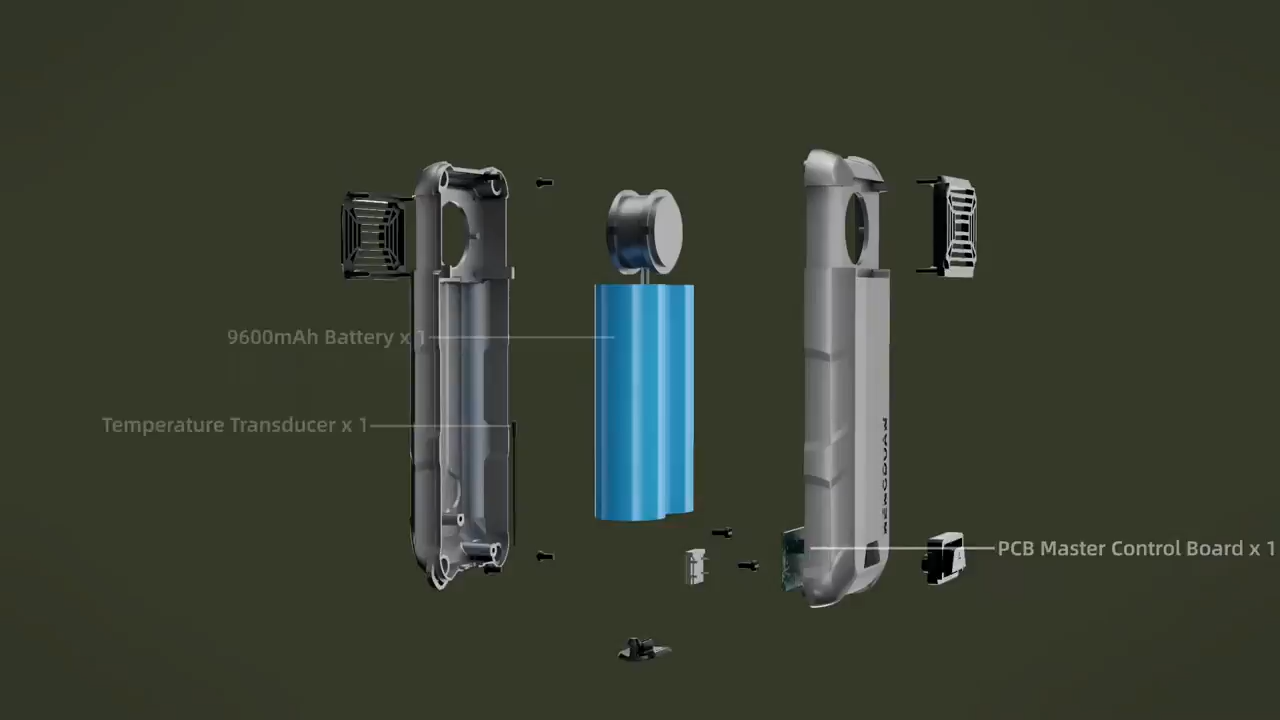 9600mAh Battery x 1
Temperature Transducer x 1
PCB Master Control Board x 1